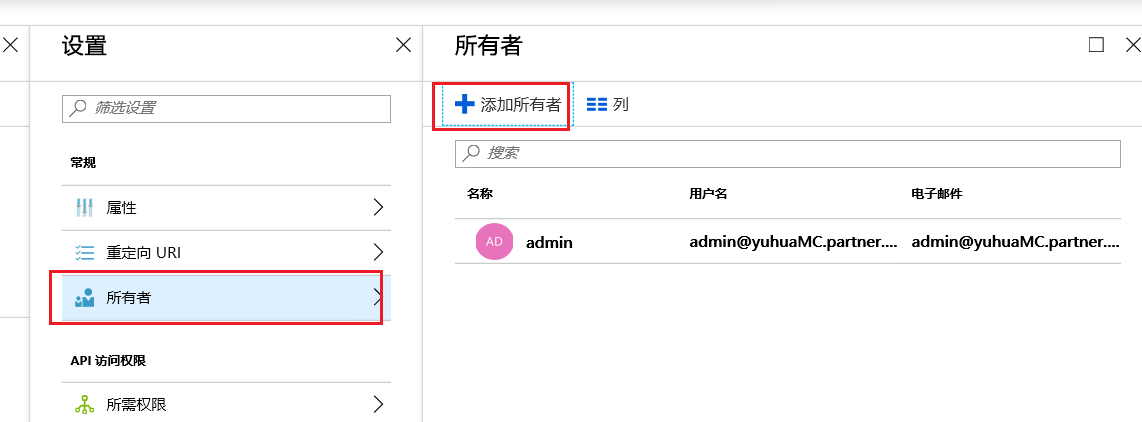 设置
筛选设置
常规
属性
重定向 URI
所有者
API 访问权限
所需权限
所有者
添加所有者 列
搜索
名称 用户名 电子邮件
AD admin admin@yuhuaMC.partner.... admin@yuhuaMC.partner....